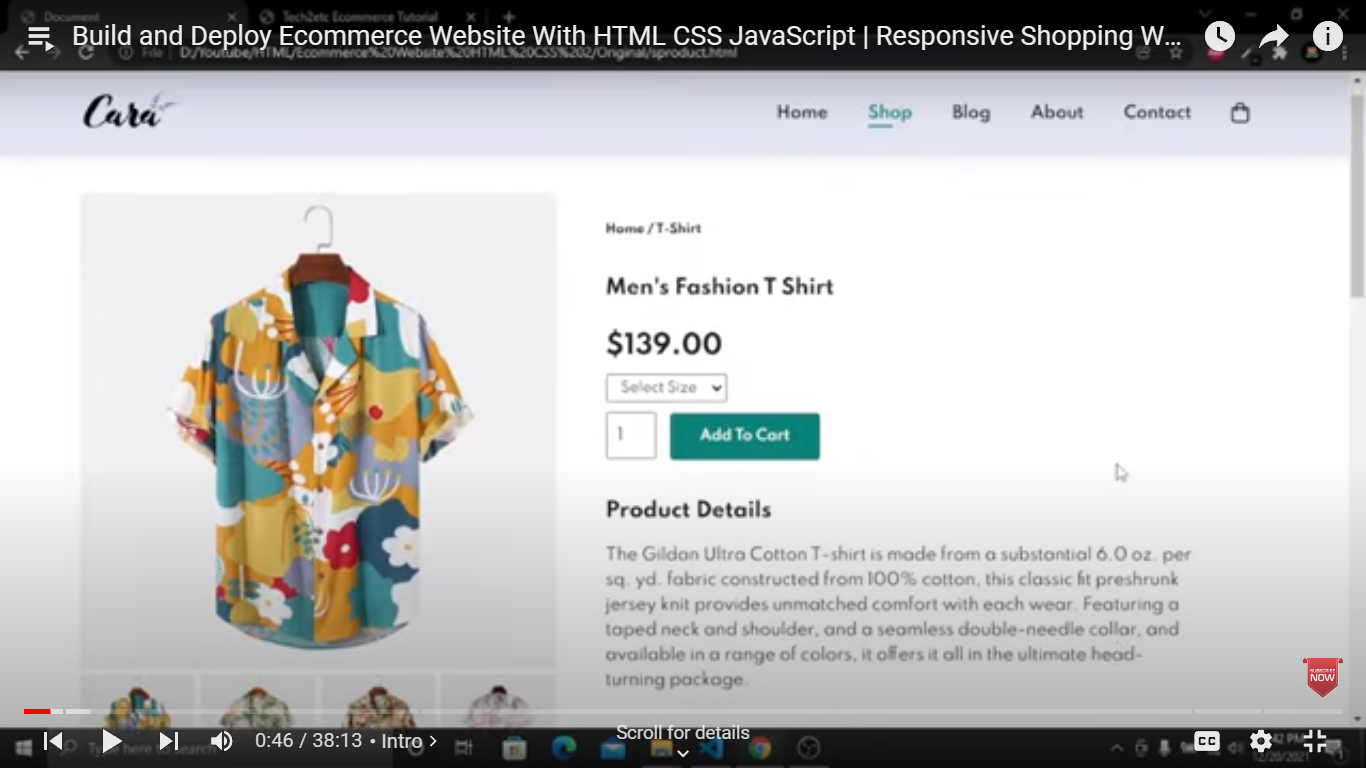 Document
Tech2etc Ecommerce Tutorial
Build and Deploy Ecommerce Website With HTML CSS JavaScript | Responsive Shopping W...
File D:/Youtube/HTML/Ecommerce%20Website%20HTML%20CSS%202/Original/sproduct.html
Cara
Home Shop Blog About Contact
Home / T-Shirt
Men's Fashion T Shirt
$139.00
Select Size
1
Add To Cart
Product Details
The Gildan Ultra Cotton T-shirt is made from a substantial 6.0 oz. per
sq. yd. fabric constructed from 100% cotton, this classic fit preshrunk
jersey knit provides unmatched comfort with each wear. Featuring a
taped neck and shoulder, and a seamless double-needle collar, and
available in a range of colors, it offers it all in the ultimate head-
turning package.
SUBSCRIBE
NOW
Scroll for details
0:46 / 38:13 • Intro
CC
Type here to search
12/20/2021